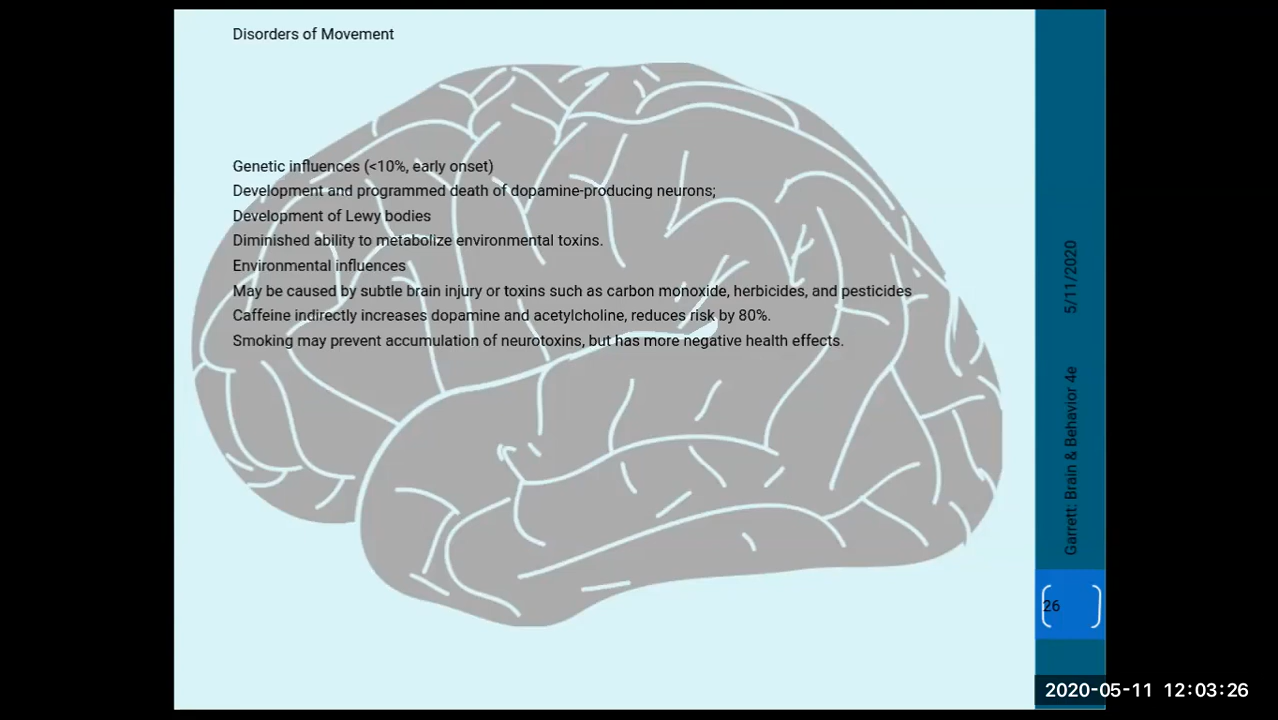 Disorders of Movement
Genetic influences (<10%, early onset)
Development and programmed death of dopamine-producing neurons;
Development of Lewy bodies
Diminished ability to metabolize environmental toxins.
Environmental influences
May be caused by subtle brain injury or toxins such as carbon monoxide, herbicides, and pesticides
Caffeine indirectly increases dopamine and acetylcholine, reduces risk by 80%.
Smoking may prevent accumulation of neurotoxins, but has more negative health effects.
5/11/2020
Garrett: Brain & Behavior 4e
26
2020-05-11 12:03:26